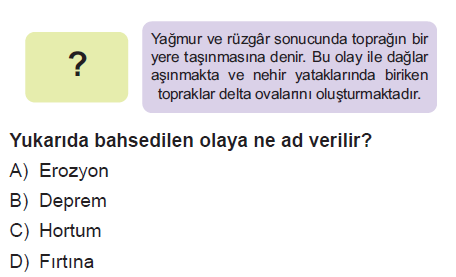 ?
Yağmur ve rüzgâr sonucunda toprağın bir
yere taşınmasına denir. Bu olay ile dağlar
aşınmakta ve nehir yataklarında biriken
topraklar delta ovalarını oluşturmaktadır.
Yukarıda bahsedilen olaya ne ad verilir?
A) Erozyon
B) Deprem
C) Hortum
D) Fırtına